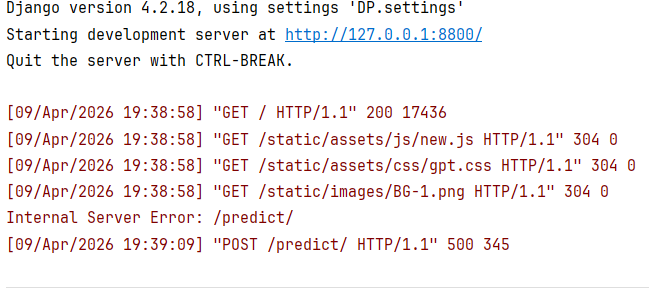 Django version 4.2.18, using settings 'DP.settings'
Starting development server at http://127.0.0.1:8800/
Quit the server with CTRL-BREAK.
[09/Apr/2026 19:38:58] "GET / HTTP/1.1" 200 17436
[09/Apr/2026 19:38:58] "GET /static/assets/js/new.js HTTP/1.1" 304 0
[09/Apr/2026 19:38:58] "GET /static/assets/css/gpt.css HTTP/1.1" 304 0
[09/Apr/2026 19:38:58] "GET /static/images/BG-1.png HTTP/1.1" 304 0
Internal Server Error: /predict/
[09/Apr/2026 19:39:09] "POST /predict/ HTTP/1.1" 500 345